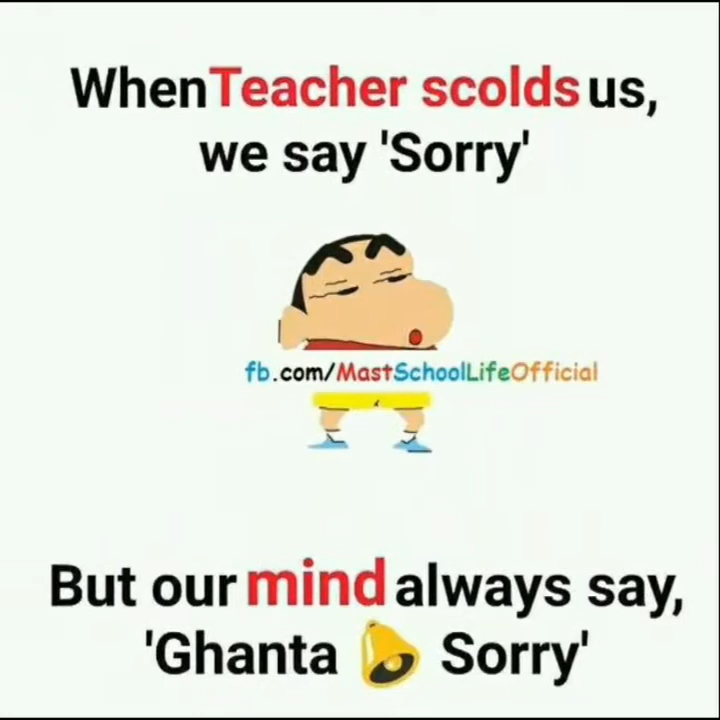 When Teacher scolds us,
we say 'Sorry'
fb.com/MastSchoolLifeOfficial
But our mind always say,
'Ghanta 🔔 Sorry'